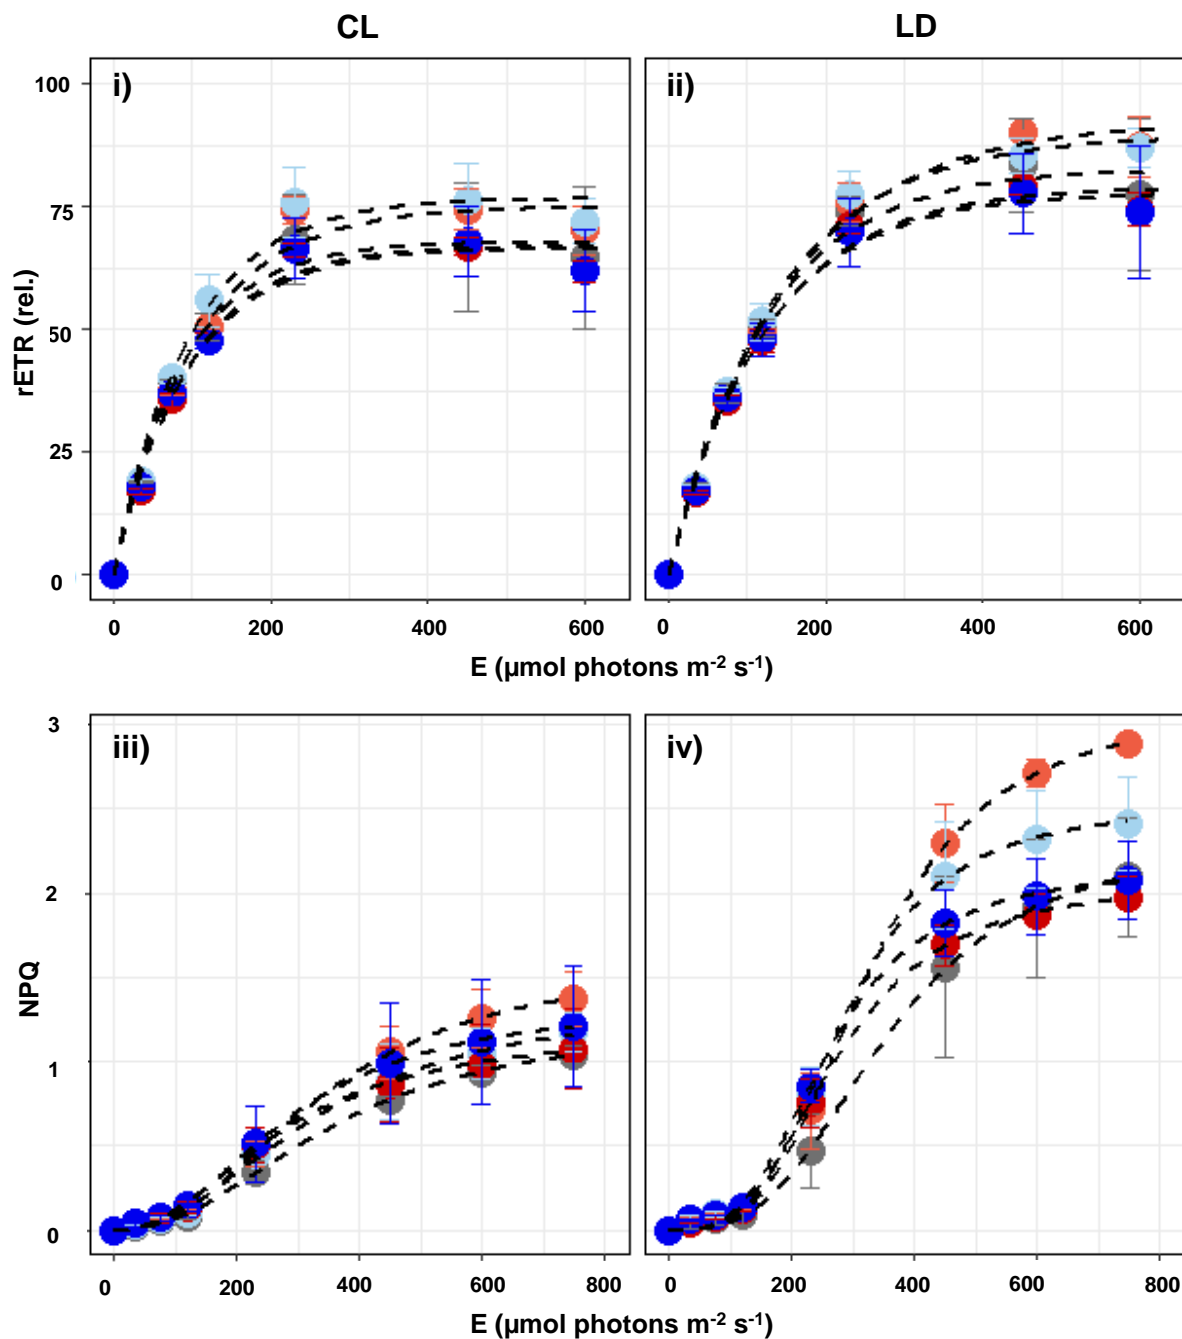 CL LD
i) ii)
100
75
50
25
0
rETR (rel.)
0 200 400 600 0 200 400 600
E (µmol photons m⁻² s⁻¹)
iii) iv)
3
2
1
0
NPQ
0 200 400 600 800 0 200 400 600 800
E (µmol photons m⁻² s⁻¹)